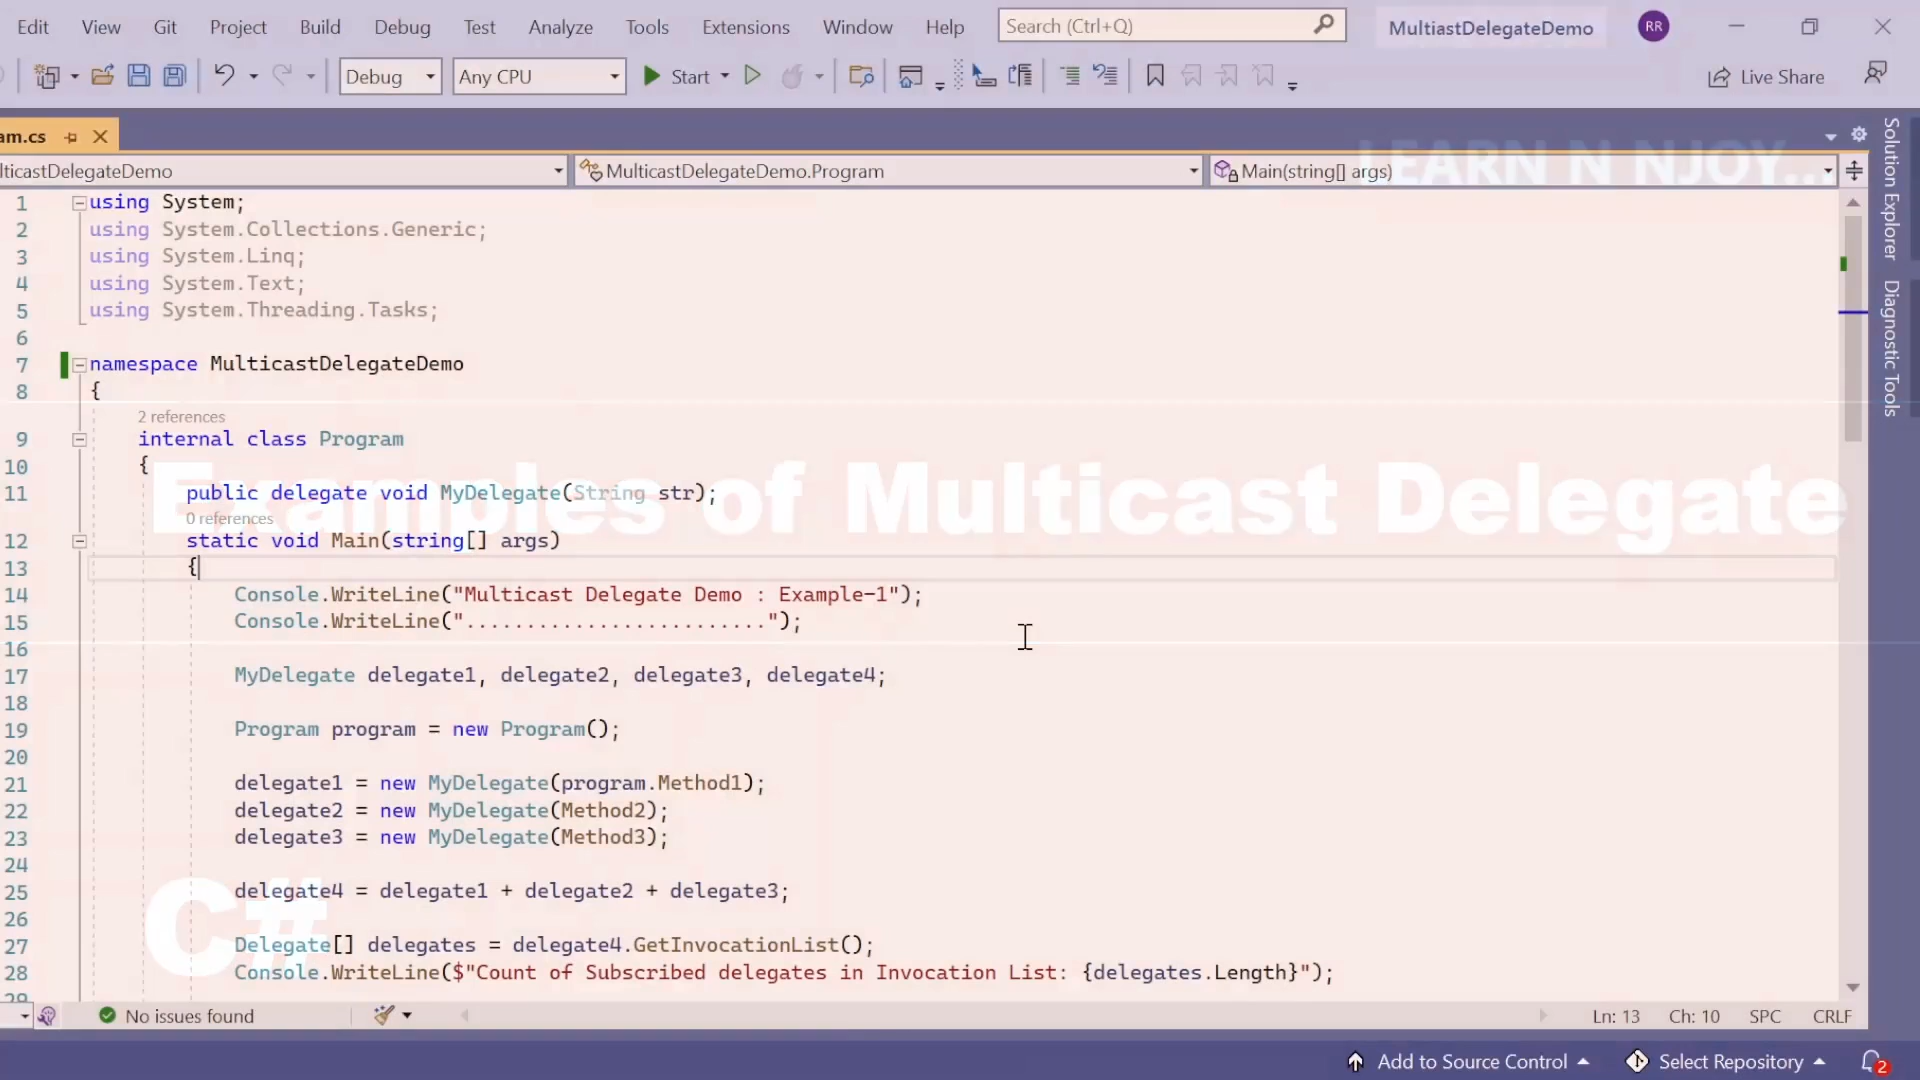 Edit View Git Project Build Debug Test Analyze Tools Extensions Window Help Search (Ctrl+Q) MultiastDelegateDemo RR
Debug Any CPU Start Live Share
am.cs
LEARN N NJOY...
lticastDelegateDemo MulticastDelegateDemo.Program Main(string[] args)
Solution Explorer
Diagnostic Tools
1 using System;
2 using System.Collections.Generic;
3 using System.Linq;
4 using System.Text;
5 using System.Threading.Tasks;
6
7 namespace MulticastDelegateDemo
8 {
2 references
9 internal class Program
10 {
Examples of Multicast Delegate
11 public delegate void MyDelegate(String str);
0 references
12 static void Main(string[] args)
13 {
14 Console.WriteLine("Multicast Delegate Demo : Example-1");
15 Console.WriteLine(".........................");
16
17 MyDelegate delegate1, delegate2, delegate3, delegate4;
18
19 Program program = new Program();
20
21 delegate1 = new MyDelegate(program.Method1);
22 delegate2 = new MyDelegate(Method2);
23 delegate3 = new MyDelegate(Method3);
24
25 delegate4 = delegate1 + delegate2 + delegate3;
C#
26
27 Delegate[] delegates = delegate4.GetInvocationList();
28 Console.WriteLine($"Count of Subscribed delegates in Invocation List: {delegates.Length}");
29
No issues found Ln: 13 Ch: 10 SPC CRLF
Add to Source Control Select Repository 2